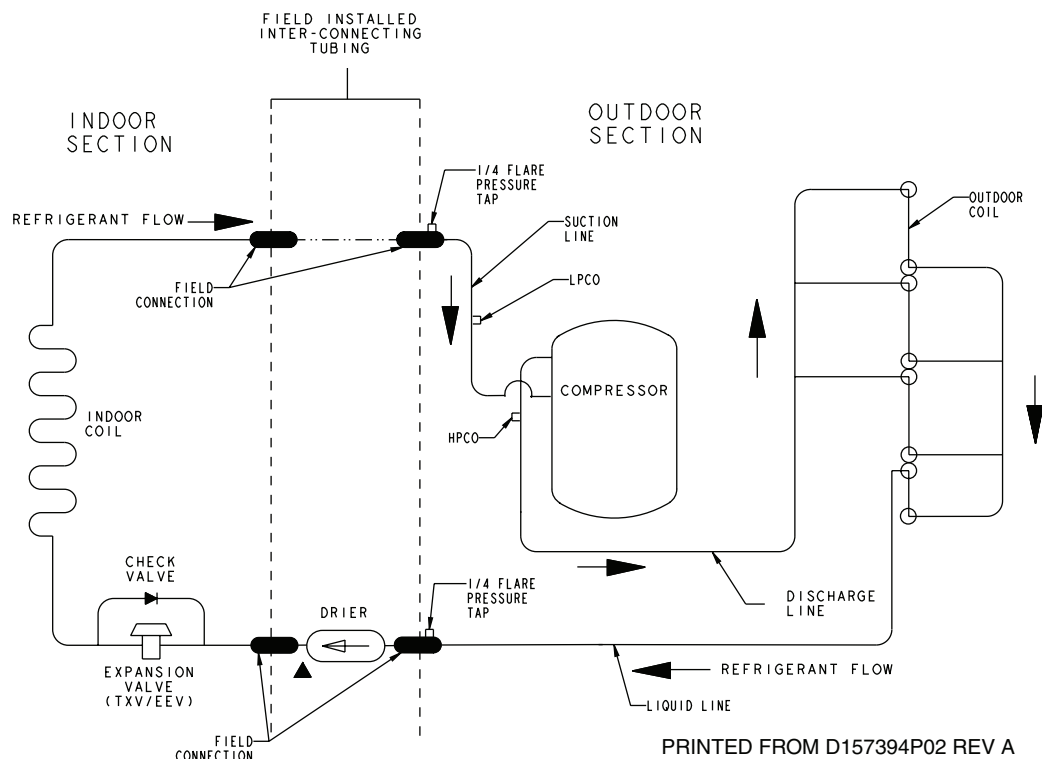 FIELD INSTALLED
INTER-CONNECTING
TUBING
INDOOR
SECTION
OUTDOOR
SECTION
1/4 FLARE
PRESSURE
TAP
OUTDOOR
COIL
REFRIGERANT FLOW
SUCTION
LINE
FIELD
CONNECTION
LPCO
COMPRESSOR
INDOOR
COIL
HPCO
CHECK
VALVE
DRIER
1/4 FLARE
PRESSURE
TAP
DISCHARGE
LINE
EXPANSION
VALVE
(TXV/EEV)
REFRIGERANT FLOW
LIQUID LINE
FIELD
CONNECTION
PRINTED FROM D157394P02 REV A